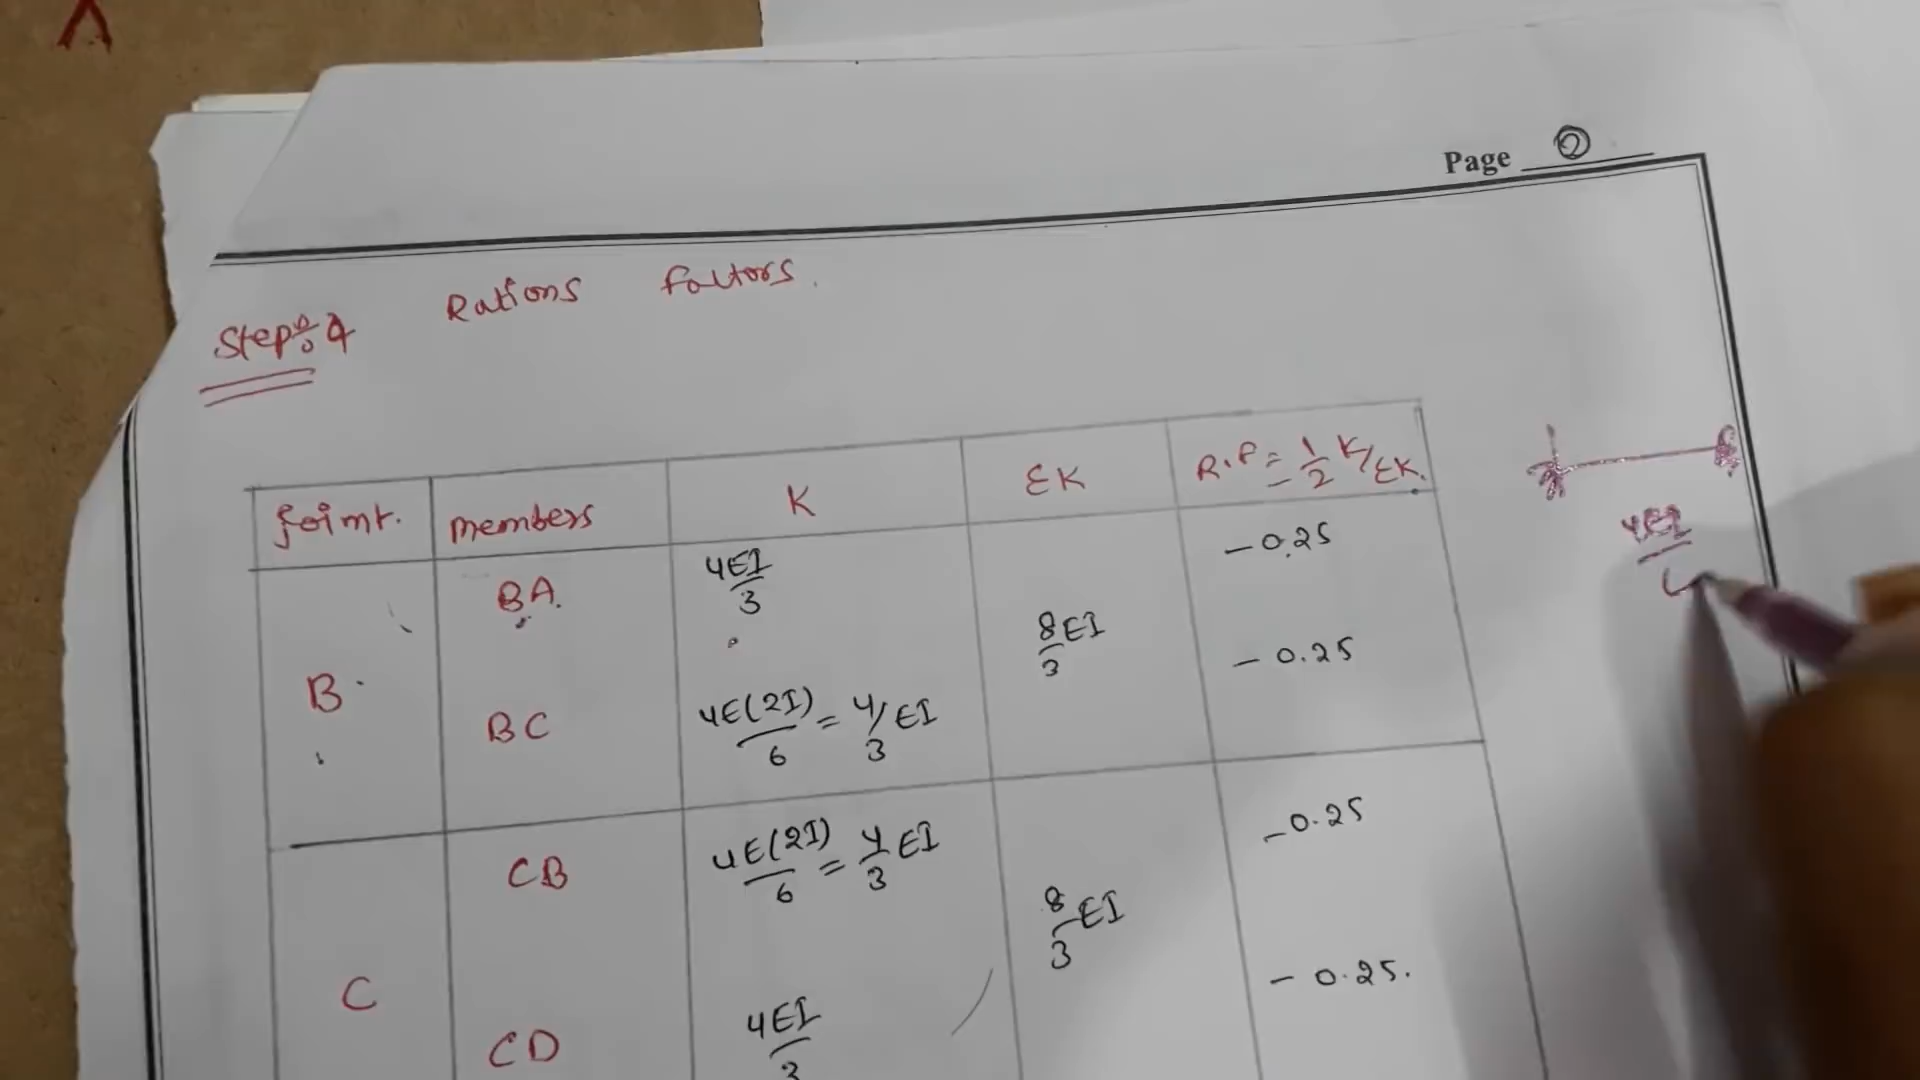 Page 2
Step:4 Rations factors.
Joint. members K ΣK R.F = 1/2 K/ΣK.
B BA. 4EI/3 8/3 EI - 0.25
BC 4E(2I)/6 = 4/3 EI - 0.25
C CB 4E(2I)/6 = 4/3 EI 8/3 EI - 0.25
CD 4EI/3 - 0.25.
4EI/L